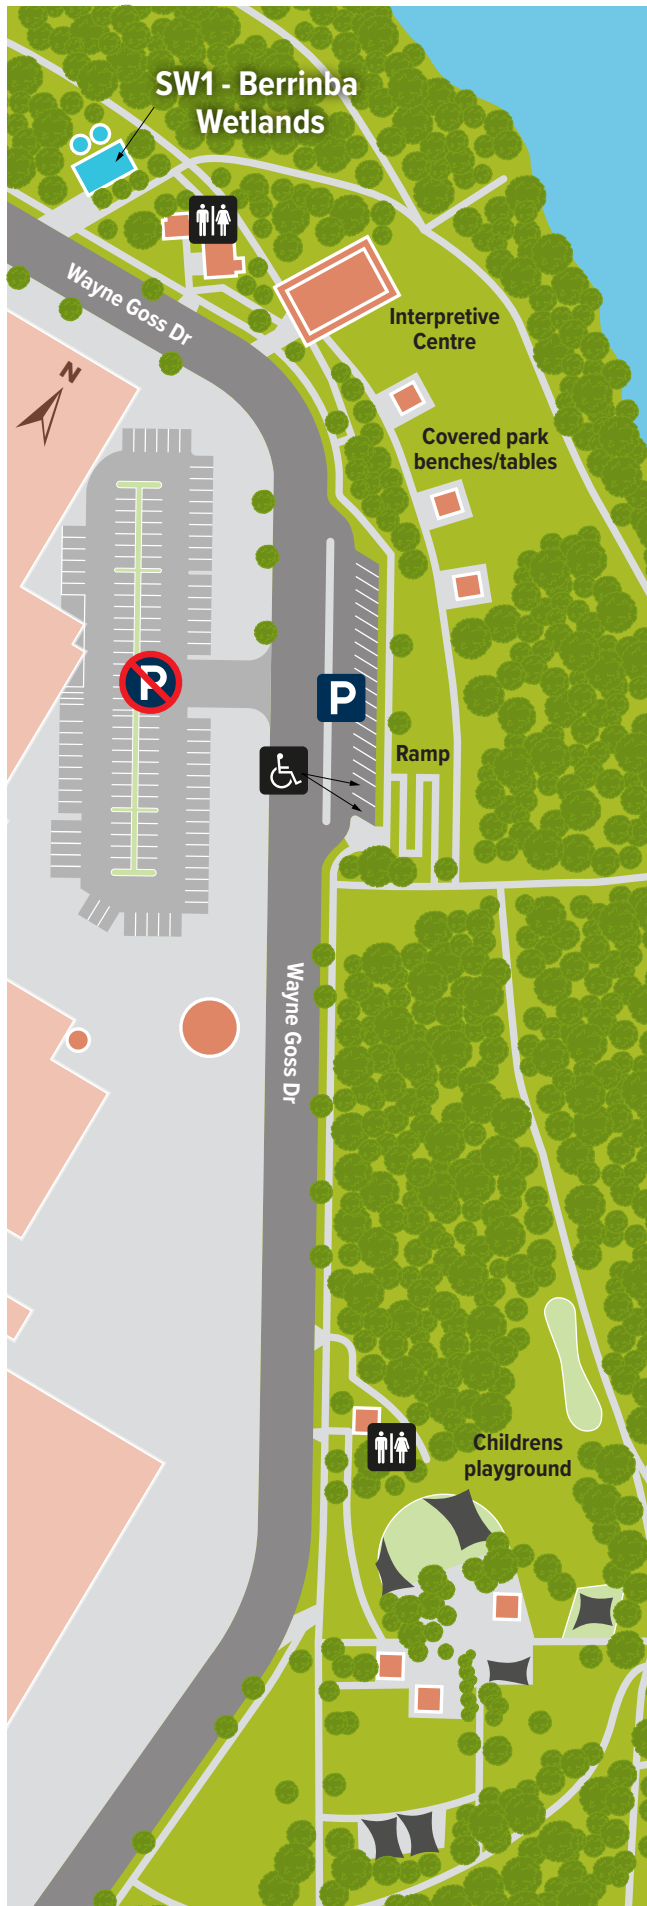 SW1 - Berrinba
Wetlands
Wayne Goss Dr
Interpretive
Centre
N
Covered park
benches/tables
P
P
Ramp
Wayne Goss Dr
Childrens
playground